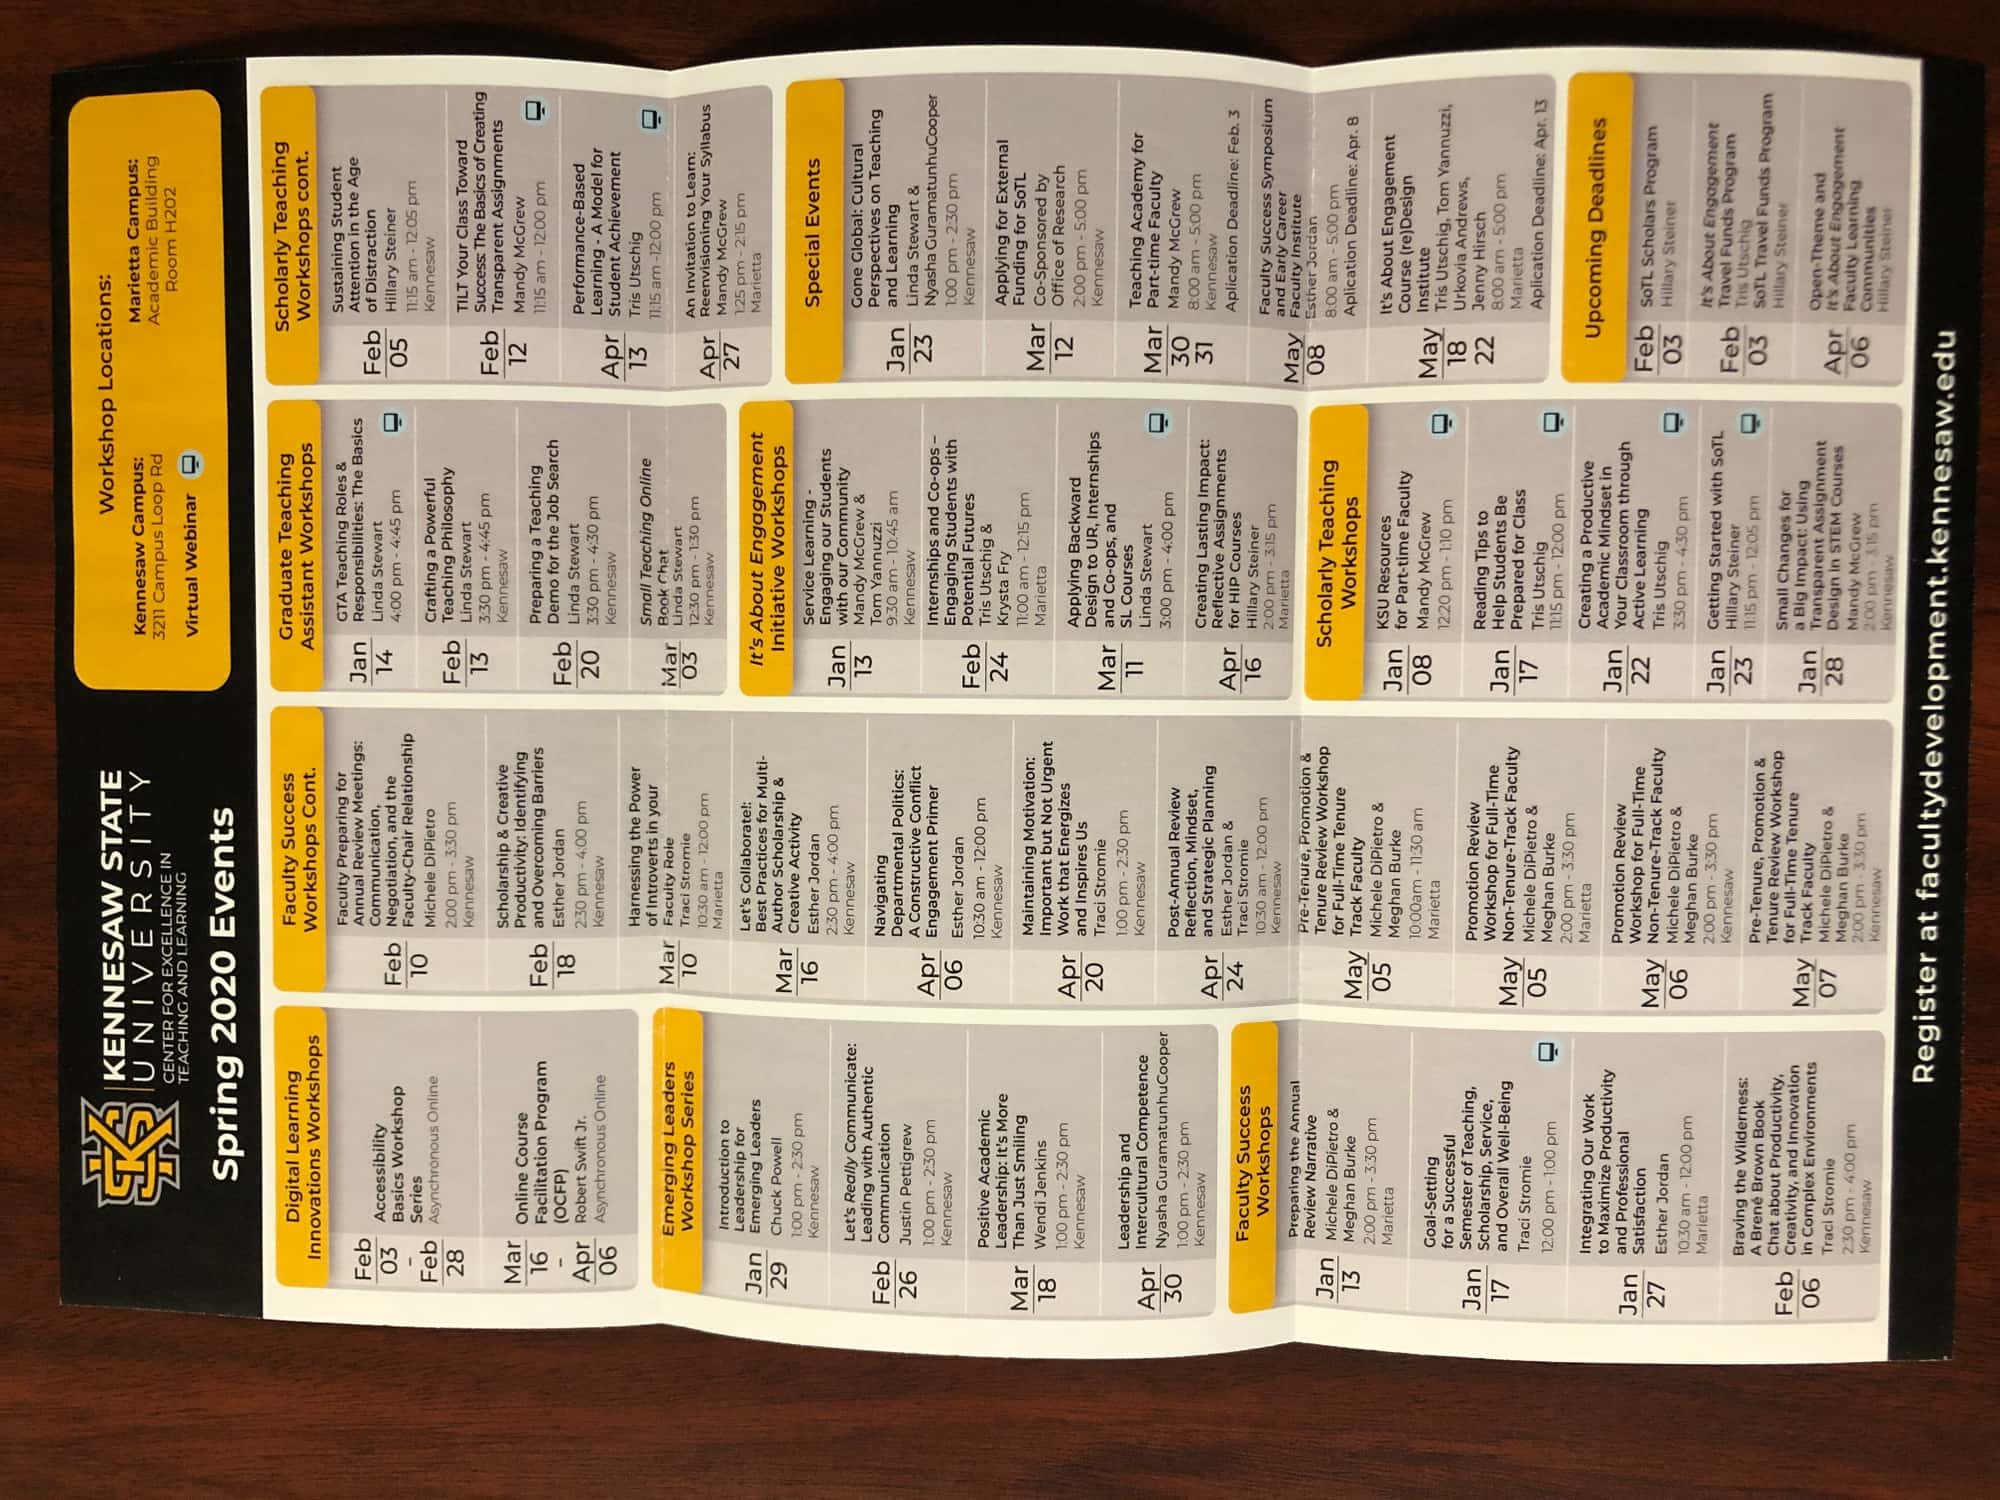 KENNESAW STATE
UNIVERSITY
CENTER FOR EXCELLENCE IN
TEACHING AND LEARNING
Spring 2020 Events
Workshop Locations:
Kennesaw Campus:
3211 Campus Loop Rd
Virtual Webinar
Marietta Campus:
Academic Building
Room H202
Digital Learning
Innovations Workshops
Feb
03
-
Feb
28
Accessibility
Basics Workshop
Series
Asynchronous Online
Mar
16
-
Apr
06
Online Course
Facilitation Program
(OCFP)
Robert Swift Jr.
Asynchronous Online
Emerging Leaders
Workshop Series
Jan
29
Introduction to
Leadership for
Emerging Leaders
Chuck Powell
1:00 pm - 2:30 pm
Kennesaw
Feb
26
Let's Really Communicate:
Leading with Authentic
Communication
Justin Pettigrew
1:00 pm - 2:30 pm
Kennesaw
Mar
18
Positive Academic
Leadership: It's More
Than Just Smiling
Wendi Jenkins
1:00 pm - 2:30 pm
Kennesaw
Apr
30
Leadership and
Intercultural Competence
Nyasha GuramatunhuCooper
1:00 pm - 2:30 pm
Kennesaw
Faculty Success
Workshops
Jan
13
Preparing the Annual
Review Narrative
Michele DiPietro &
Meghan Burke
2:00 pm - 3:30 pm
Marietta
Jan
17
Goal-Setting
for a Successful
Semester of Teaching,
Scholarship, Service,
and Overall Well-Being
Traci Stromie
12:00 pm - 1:00 pm
Jan
27
Integrating Our Work
to Maximize Productivity
and Professional
Satisfaction
Esther Jordan
10:30 am - 12:00 pm
Marietta
Feb
06
Braving the Wilderness:
A Brené Brown Book
Chat about Productivity,
Creativity, and Innovation
in Complex Environments
Traci Stromie
2:30 pm - 4:00 pm
Kennesaw
Faculty Success
Workshops Cont.
Feb
10
Faculty Preparing for
Annual Review Meetings:
Communication,
Negotiation, and the
Faculty-Chair Relationship
Michele DiPietro
2:00 pm - 3:30 pm
Kennesaw
Feb
18
Scholarship & Creative
Productivity: Identifying
and Overcoming Barriers
Esther Jordan
2:30 pm - 4:00 pm
Kennesaw
Mar
10
Harnessing the Power
of Introverts in your
Faculty Role
Traci Stromie
10:30 am - 12:00 pm
Marietta
Mar
16
Let's Collaborate!:
Best Practices for Multi-
Author Scholarship &
Creative Activity
Esther Jordan
2:30 pm - 4:00 pm
Kennesaw
Apr
06
Navigating
Departmental Politics:
A Constructive Conflict
Engagement Primer
Esther Jordan
10:30 am - 12:00 pm
Kennesaw
Apr
20
Maintaining Motivation:
Important but Not Urgent
Work that Energizes
and Inspires Us
Traci Stromie
1:00 pm - 2:30 pm
Kennesaw
Apr
24
Post-Annual Review
Reflection, Mindset,
and Strategic Planning
Esther Jordan &
Traci Stromie
10:30 am - 12:00 pm
Kennesaw
May
05
Pre-Tenure, Promotion &
Tenure Review Workshop
for Full-Time Tenure
Track Faculty
Michele DiPietro &
Meghan Burke
10:00am - 11:30 am
Marietta
May
05
Promotion Review
Workshop for Full-Time
Non-Tenure-Track Faculty
Michele DiPietro &
Meghan Burke
2:00 pm - 3:30 pm
Marietta
May
06
Promotion Review
Workshop for Full-Time
Non-Tenure-Track Faculty
Michele DiPietro &
Meghan Burke
2:00 pm - 3:30 pm
Kennesaw
May
07
Pre-Tenure, Promotion &
Tenure Review Workshop
for Full-Time Tenure
Track Faculty
Michele DiPietro &
Meghan Burke
2:00 pm - 3:30 pm
Kennesaw
Graduate Teaching
Assistant Workshops
Jan
14
GTA Teaching Roles &
Responsibilities: The Basics
Linda Stewart
4:00 pm - 4:45 pm
Feb
13
Crafting a Powerful
Teaching Philosophy
Linda Stewart
3:30 pm - 4:45 pm
Kennesaw
Feb
20
Preparing a Teaching
Demo for the Job Search
Linda Stewart
3:30 pm - 4:30 pm
Kennesaw
Mar
03
Small Teaching Online
Book Chat
Linda Stewart
12:30 pm - 1:30 pm
Kennesaw
It's About Engagement
Initiative Workshops
Jan
13
Service Learning -
Engaging our Students
with our Community
Mandy McGrew &
Tom Yannuzzi
9:30 am - 10:45 am
Kennesaw
Feb
24
Internships and Co-ops –
Engaging Students with
Potential Futures
Tris Utschig &
Krysta Fry
11:00 am - 12:15 pm
Marietta
Mar
11
Applying Backward
Design to UR, Internships
and Co-ops, and
SL Courses
Linda Stewart
3:00 pm - 4:00 pm
Apr
16
Creating Lasting Impact:
Reflective Assignments
for HIP Courses
Hillary Steiner
2:00 pm - 3:15 pm
Marietta
Scholarly Teaching
Workshops
Jan
08
KSU Resources
for Part-time Faculty
Mandy McGrew
12:20 pm - 1:10 pm
Jan
17
Reading Tips to
Help Students Be
Prepared for Class
Tris Utschig
11:15 pm - 12:00 pm
Jan
22
Creating a Productive
Academic Mindset in
Your Classroom through
Active Learning
Tris Utschig
3:30 pm - 4:30 pm
Jan
23
Getting Started with SoTL
Hillary Steiner
11:15 pm - 12:05 pm
Jan
28
Small Changes for
a Big Impact: Using
Transparent Assignment
Design in STEM Courses
Mandy McGrew
2:00 pm - 3:15 pm
Kennesaw
Scholarly Teaching
Workshops cont.
Feb
05
Sustaining Student
Attention in the Age
of Distraction
Hillary Steiner
11:15 am - 12:05 pm
Kennesaw
Feb
12
TILT Your Class Toward
Success: The Basics of Creating
Transparent Assignments
Mandy McGrew
11:15 am - 12:00 pm
Apr
13
Performance-Based
Learning - A Model for
Student Achievement
Tris Utschig
11:15 am -12:00 pm
Apr
27
An Invitation to Learn:
Reenvisioning Your Syllabus
Mandy McGrew
1:25 pm - 2:15 pm
Marietta
Special Events
Jan
23
Gone Global: Cultural
Perspectives on Teaching
and Learning
Linda Stewart &
Nyasha GuramatunhuCooper
1:00 pm - 2:30 pm
Kennesaw
Mar
12
Applying for External
Funding for SoTL
Co-Sponsored by
Office of Research
2:00 pm - 5:00 pm
Kennesaw
Mar
30
31
Teaching Academy for
Part-time Faculty
Mandy McGrew
8:00 am - 5:00 pm
Kennesaw
Aplication Deadline: Feb. 3
May
08
Faculty Success Symposium
and Early Career
Faculty Institute
Esther Jordan
8:00 am - 5:00 pm
Aplication Deadline: Apr. 8
May
18
22
It's About Engagement
Course (re)Design
Institute
Tris Utschig, Tom Yannuzzi,
Urkovia Andrews,
Jenny Hirsch
8:00 am - 5:00 pm
Marietta
Aplication Deadline: Apr. 13
Upcoming Deadlines
Feb
03
SoTL Scholars Program
Hillary Steiner
Feb
03
It's About Engagement
Travel Funds Program
Tris Utschig
SoTL Travel Funds Program
Hillary Steiner
Apr
06
Open-Theme and
It's About Engagement
Faculty Learning
Communities
Hillary Steiner
Register at facultydevelopment.kennesaw.edu